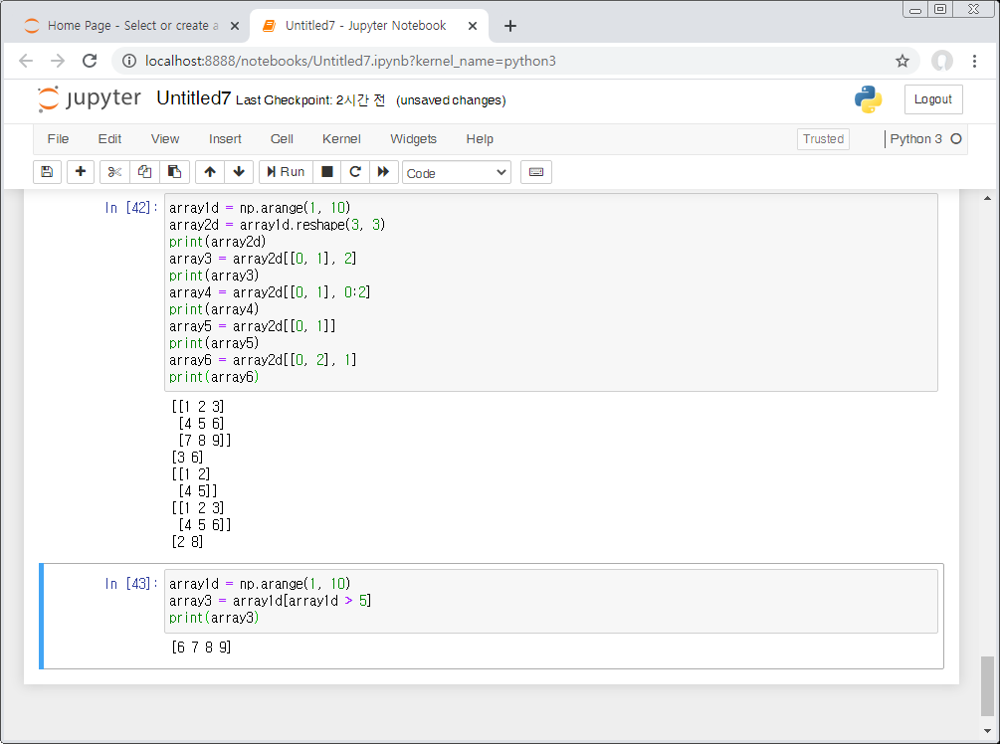 Home Page - Select or create a
Untitled7 - Jupyter Notebook
localhost:8888/notebooks/Untitled7.ipynb?kernel_name=python3
jupyter Untitled7 Last Checkpoint: 2시간 전 (unsaved changes)
Logout
File Edit View Insert Cell Kernel Widgets Help Trusted Python 3
Run Code
In [42]: array1d = np.arange(1, 10)
array2d = array1d.reshape(3, 3)
print(array2d)
array3 = array2d[[0, 1], 2]
print(array3)
array4 = array2d[[0, 1], 0:2]
print(array4)
array5 = array2d[[0, 1]]
print(array5)
array6 = array2d[[0, 2], 1]
print(array6)
[[1 2 3]
[4 5 6]
[7 8 9]]
[3 6]
[[1 2]
[4 5]]
[[1 2 3]
[4 5 6]]
[2 8]
In [43]: array1d = np.arange(1, 10)
array3 = array1d[array1d > 5]
print(array3)
[6 7 8 9]